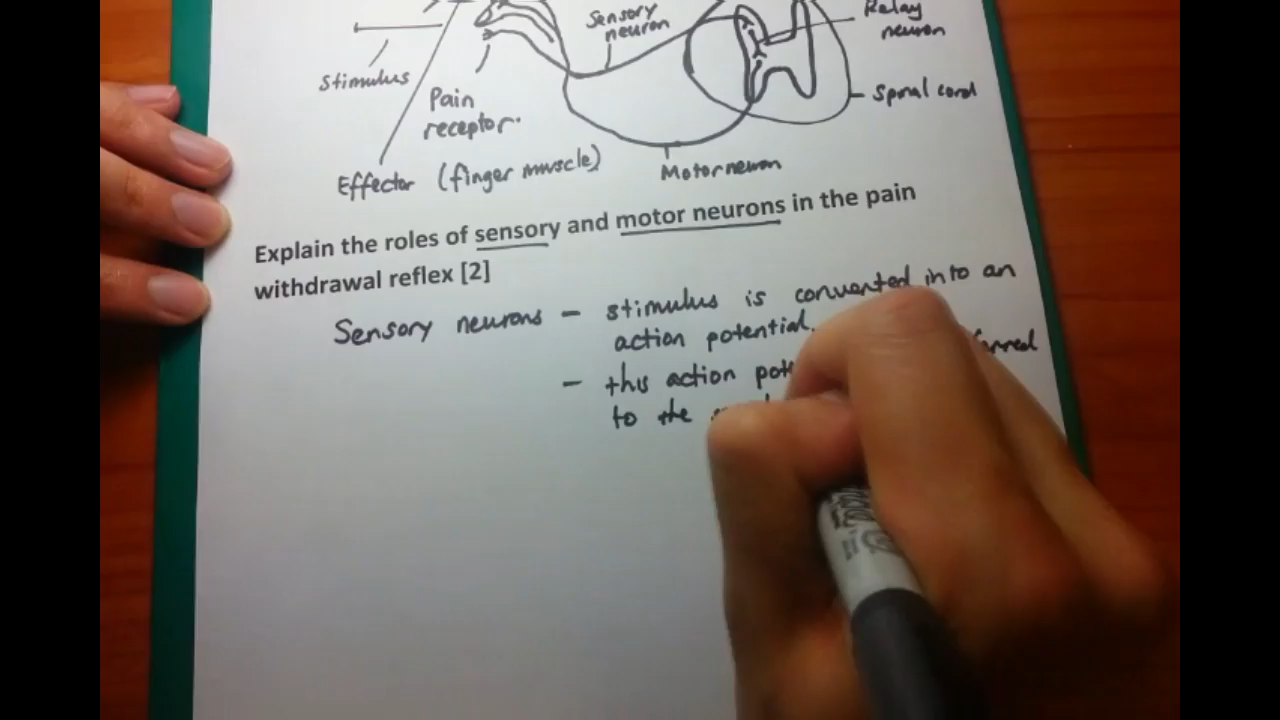 Sensory
neuron
Relay
neuron
Stimulus
Pain
receptor.
Spinal cord
Effector (finger muscle)
Motor neuron
Explain the roles of sensory and motor neurons in the pain
withdrawal reflex [2]
Sensory neurons – stimulus is converted into an
action potential.
– this action
to the